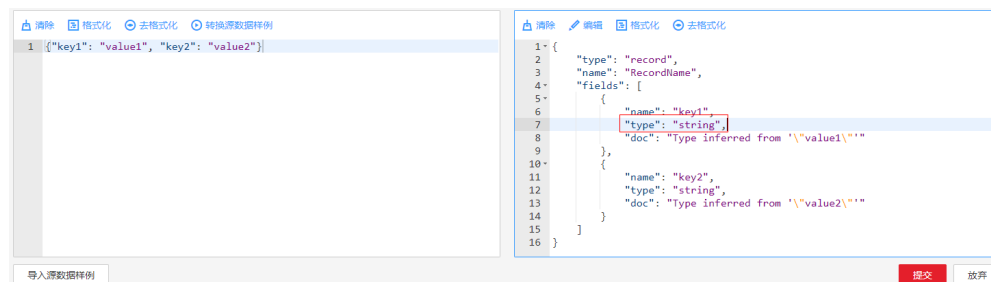 清除 格式化 去格式化 转换源数据样例
1 {"key1": "value1", "key2": "value2"}
导入源数据样例
清除 编辑 格式化 去格式化
1 {
2 "type": "record",
3 "name": "RecordName",
4 "fields": [
5 {
6 "name": "key1",
7 "type": "string",
8 "doc": "Type inferred from '\"value1\"'"
9 },
10 {
11 "name": "key2",
12 "type": "string",
13 "doc": "Type inferred from '\"value2\"'"
14 }
15 ]
16 }
提交 放弃